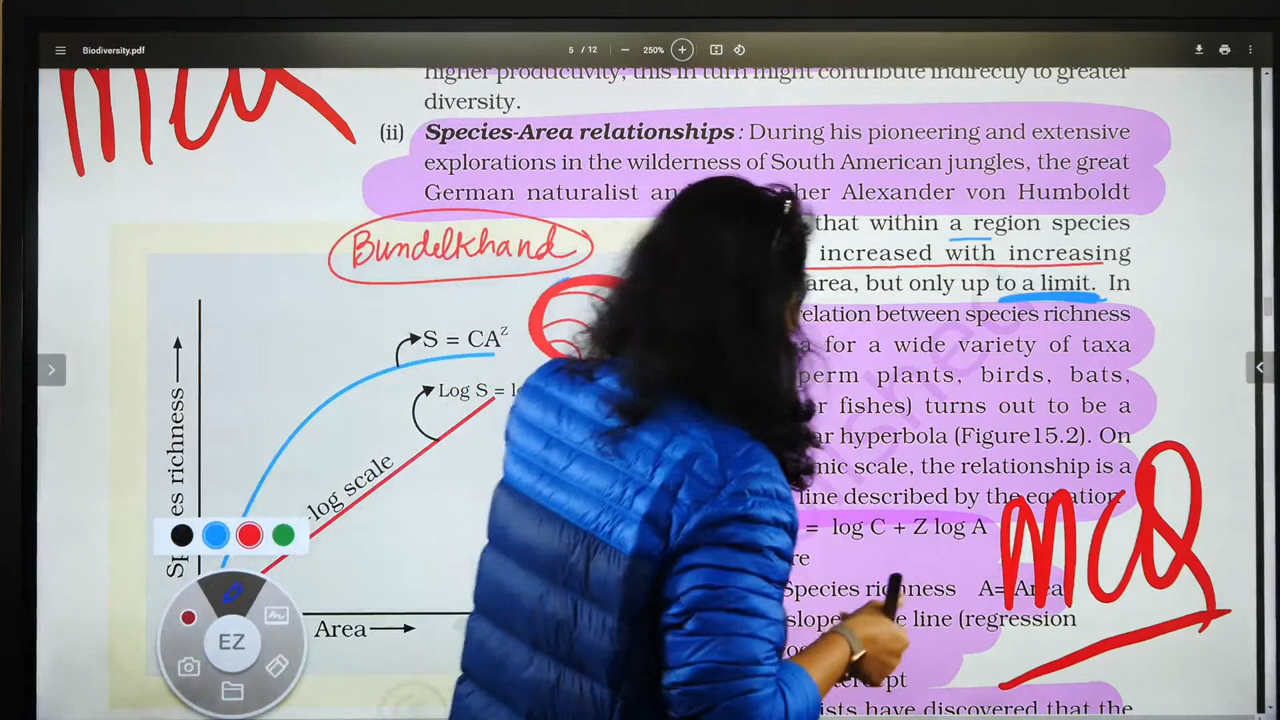 Biodiversity.pdf
5 / 12
250%
MCQ
higher productivity; this in turn might contribute indirectly to greater
diversity.
(ii) Species-Area relationships : During his pioneering and extensive
explorations in the wilderness of South American jungles, the great
German naturalist Alexander von Humboldt
that within a region species
Bundelkhand
increased with increasing
area, but only up to a limit. In
relation between species richness
for a wide variety of taxa
plants, birds, bats,
fishes) turns out to be a
hyperbola (Figure15.2). On
scale, the relationship is a
line described by the equation
= log C + Z log A
Species richness A= Area
slope line (regression
have discovered that the
MCQ
S = CA^Z
Log S =
log scale
Species richness
Area
EZ